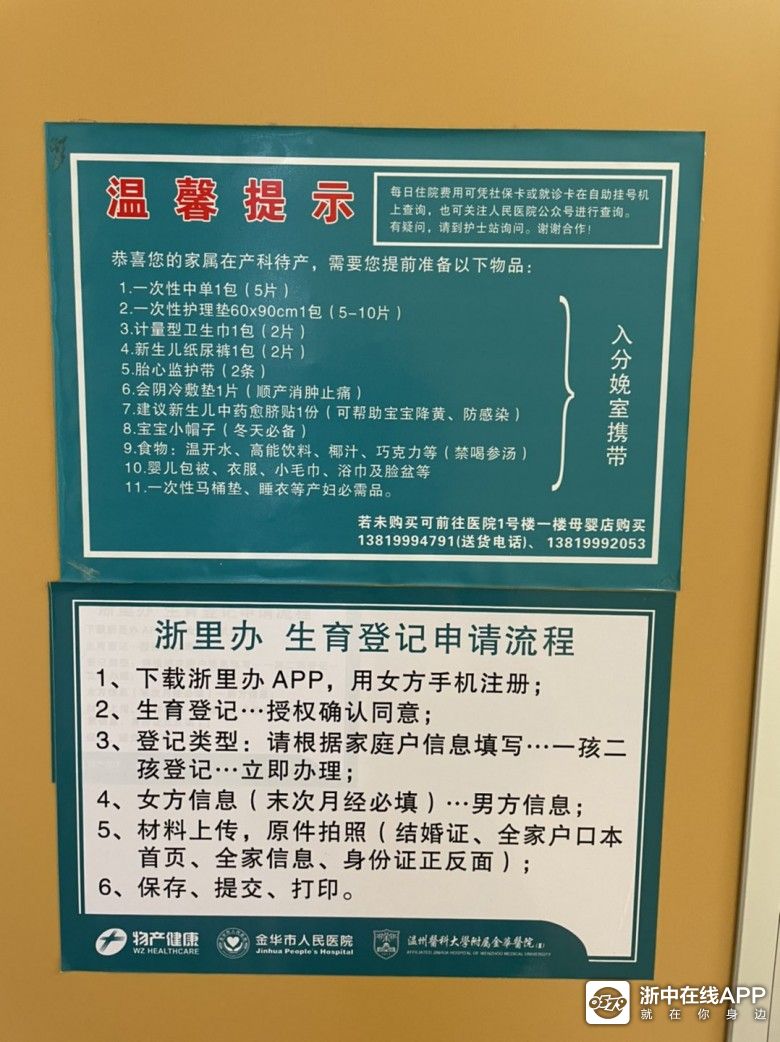 温馨提示
每日住院费用可凭社保卡或就诊卡在自助挂号机
上查询，也可关注人民医院公众号进行查询。
有疑问，请到护士站询问。谢谢合作！
恭喜您的家属在产科待产，需要您提前准备以下物品：
1.一次性中单1包（5片）
2.一次性护理垫60x90cm1包（5-10片）
3.计量型卫生巾1包（2片）
4.新生儿纸尿裤1包（2片）
5.胎心监护带（2条）
6.会阴冷敷垫1片（顺产消肿止痛）
7.建议新生儿中药愈脐贴1份（可帮助宝宝降黄、防感染）
8.宝宝小帽子（冬天必备）
9.食物：温开水、高能饮料、椰汁、巧克力等（禁喝参汤）
10.婴儿包被、衣服、小毛巾、浴巾及脸盆等
11.一次性马桶垫、睡衣等产妇必需品。
入分娩室携带
若未购买可前往医院1号楼一楼母婴店购买
13819994791(送货电话)、13819992053
浙里办 生育登记申请流程
1、下载浙里办APP，用女方手机注册；
2、生育登记…授权确认同意；
3、登记类型：请根据家庭户信息填写…一孩二
孩登记…立即办理；
4、女方信息（末次月经必填）…男方信息；
5、材料上传，原件拍照（结婚证、全家户口本
首页、全家信息、身份证正反面）；
6、保存、提交、打印。
物产健康
WZ HEALTHCARE
金华市人民医院
Jinhua People's Hospital
温州醫科大學附属金華醫院
AFFILIATED JINHUA HOSPITAL OF WENZHOU MEDICAL UNIVERSITY
0579
浙中在线APP
就在你身边